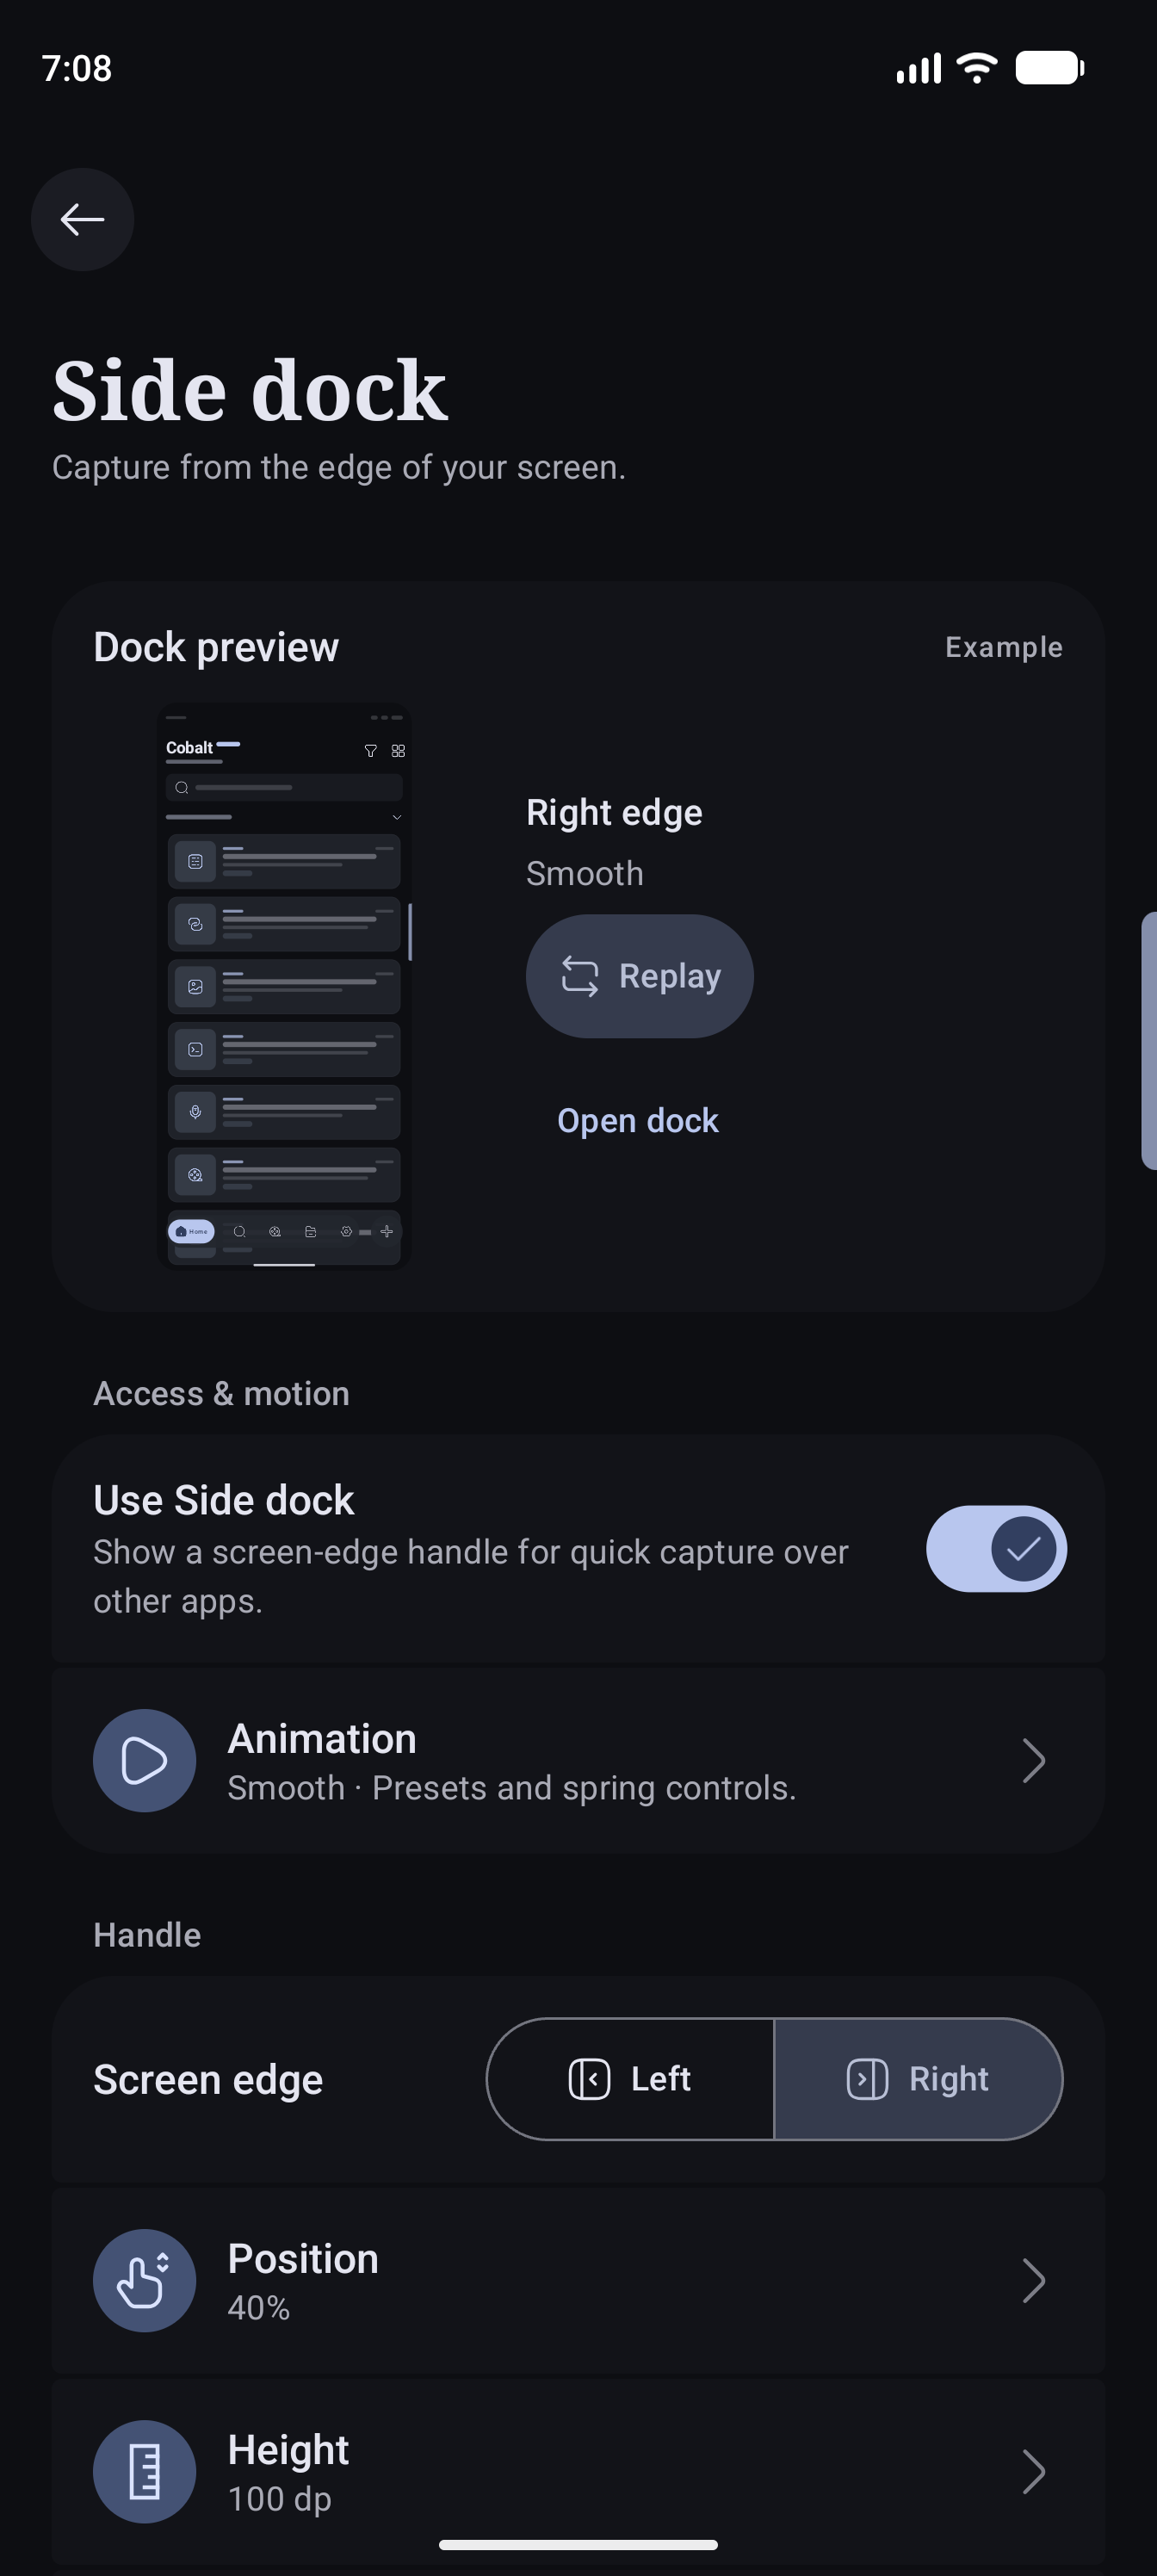 7:08
Side dock
Capture from the edge of your screen.
Dock preview
Example
Cobalt
Right edge
Smooth
Replay
Open dock
Home
Access & motion
Use Side dock
Show a screen-edge handle for quick capture over
other apps.
Animation
Smooth · Presets and spring controls.
Handle
Screen edge
Left
Right
Position
40%
Height
100 dp